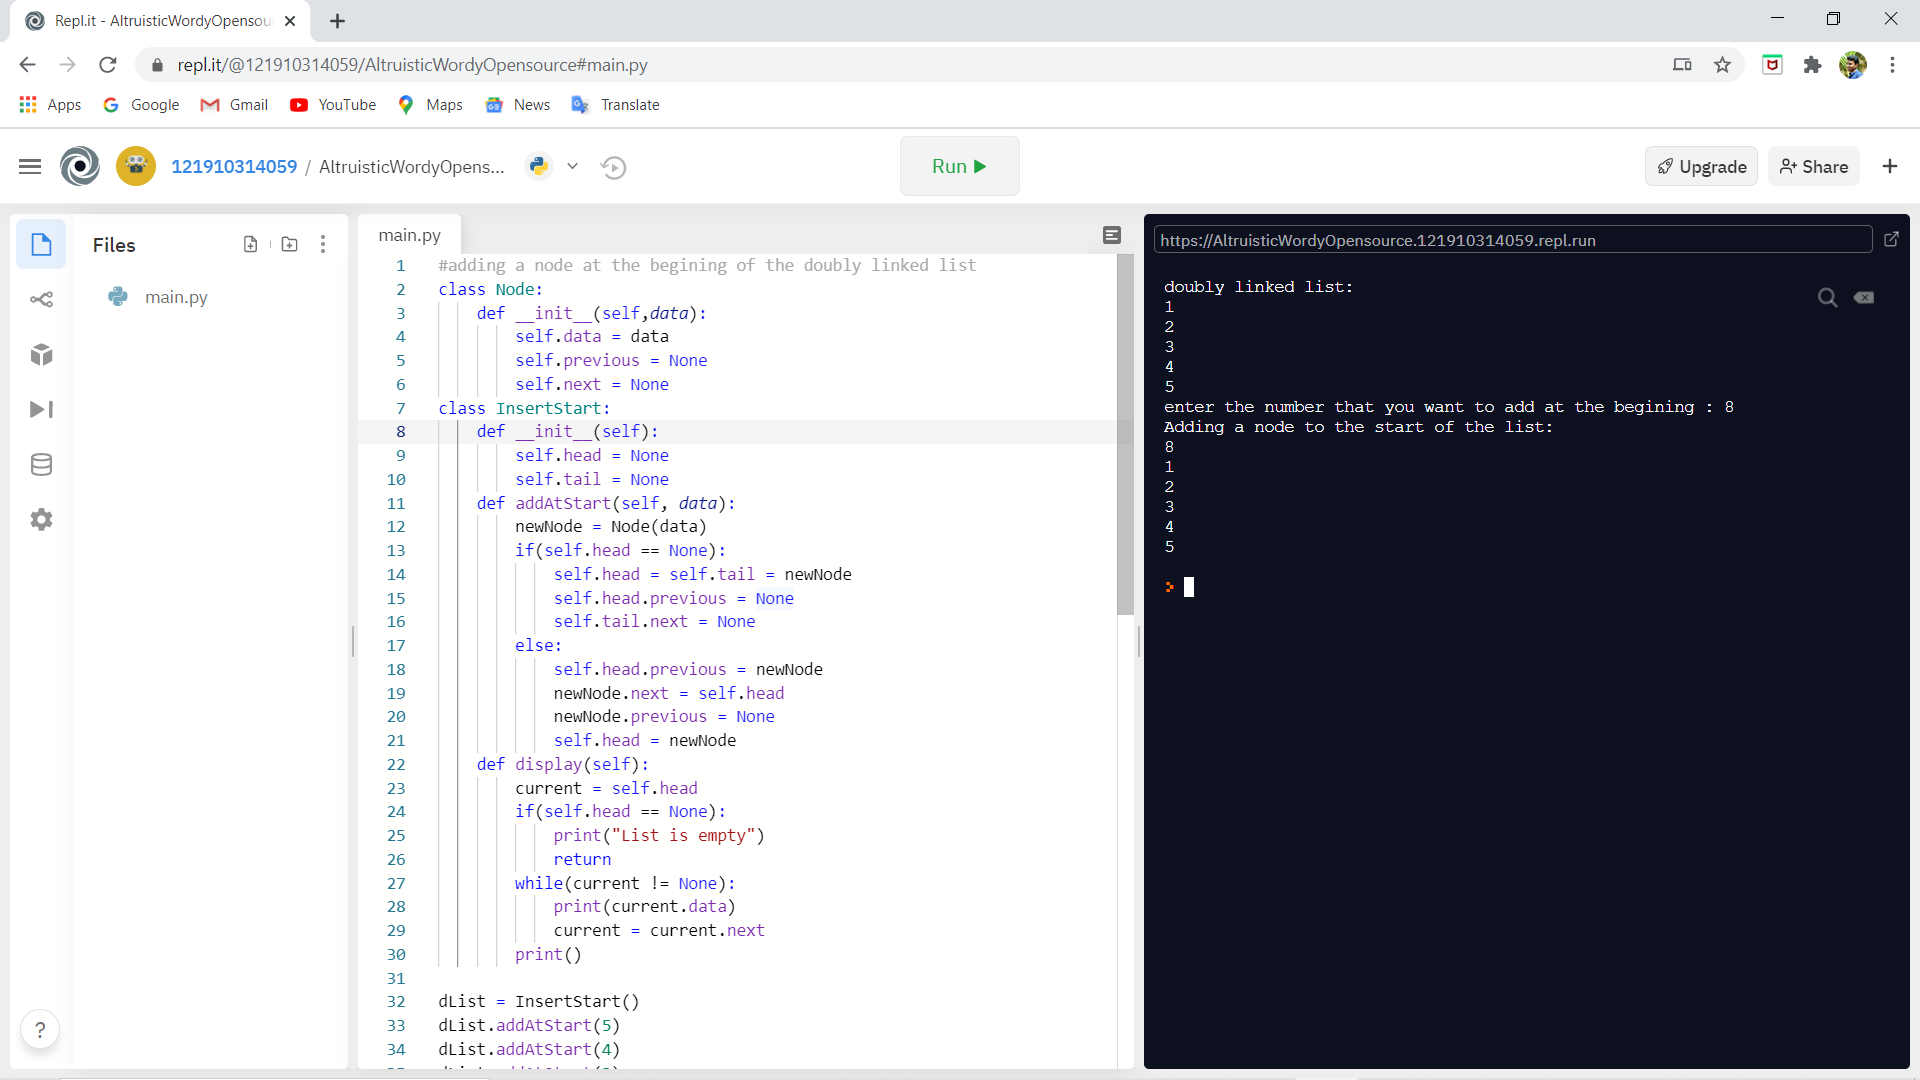 Repl.it - AltruisticWordyOpensou
repl.it/@121910314059/AltruisticWordyOpensource#main.py
Apps Google Gmail YouTube Maps News Translate
121910314059 / AltruisticWordyOpens...
Run
Upgrade
Share
Files
main.py
main.py
1 #adding a node at the begining of the doubly linked list
2 class Node:
3 def __init__(self,data):
4 self.data = data
5 self.previous = None
6 self.next = None
7 class InsertStart:
8 def __init__(self):
9 self.head = None
10 self.tail = None
11 def addAtStart(self, data):
12 newNode = Node(data)
13 if(self.head == None):
14 self.head = self.tail = newNode
15 self.head.previous = None
16 self.tail.next = None
17 else:
18 self.head.previous = newNode
19 newNode.next = self.head
20 newNode.previous = None
21 self.head = newNode
22 def display(self):
23 current = self.head
24 if(self.head == None):
25 print("List is empty")
26 return
27 while(current != None):
28 print(current.data)
29 current = current.next
30 print()
31
32 dList = InsertStart()
33 dList.addAtStart(5)
34 dList.addAtStart(4)
?
https://AltruisticWordyOpensource.121910314059.repl.run
doubly linked list:
1
2
3
4
5
enter the number that you want to add at the begining : 8
Adding a node to the start of the list:
8
1
2
3
4
5
>